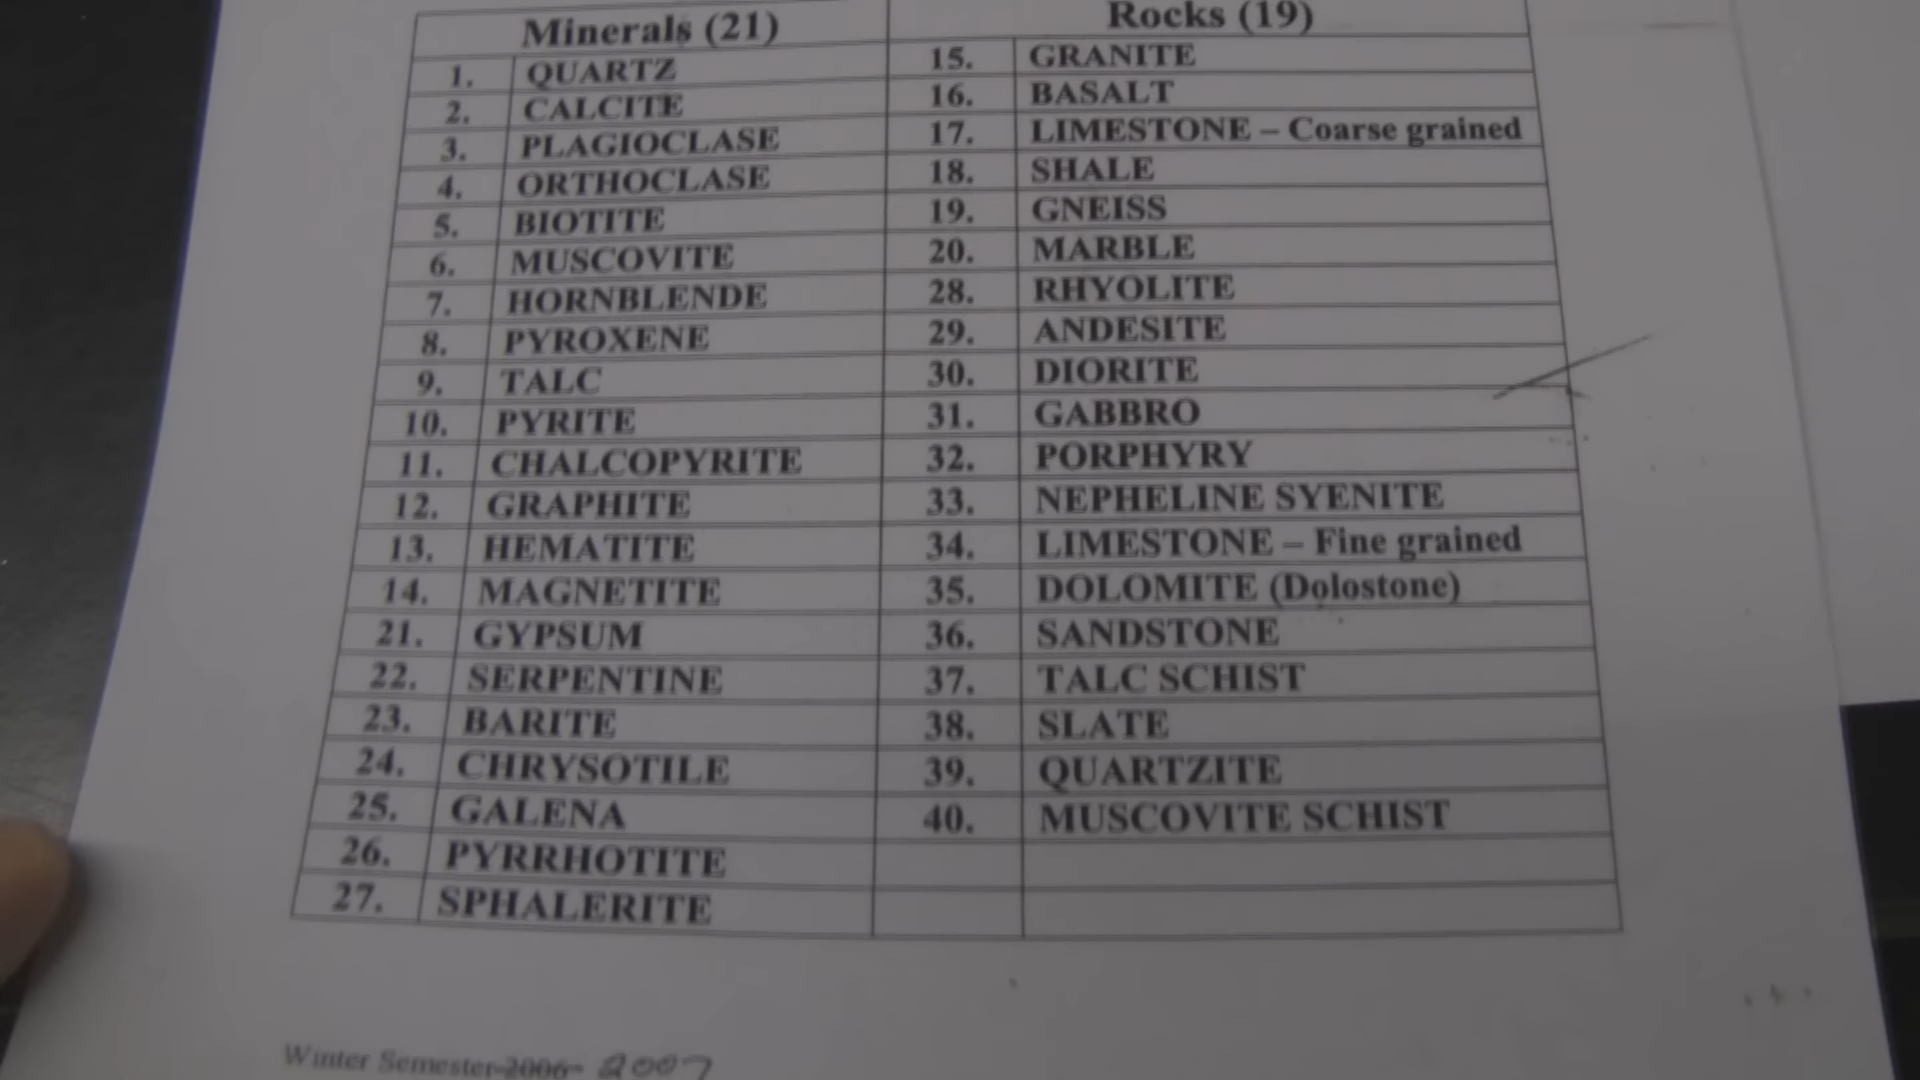 Minerals (21) Rocks (19)
1. QUARTZ 15. GRANITE
2. CALCITE 16. BASALT
3. PLAGIOCLASE 17. LIMESTONE – Coarse grained
4. ORTHOCLASE 18. SHALE
5. BIOTITE 19. GNEISS
6. MUSCOVITE 20. MARBLE
7. HORNBLENDE 28. RHYOLITE
8. PYROXENE 29. ANDESITE
9. TALC 30. DIORITE
10. PYRITE 31. GABBRO
11. CHALCOPYRITE 32. PORPHYRY
12. GRAPHITE 33. NEPHELINE SYENITE
13. HEMATITE 34. LIMESTONE – Fine grained
14. MAGNETITE 35. DOLOMITE (Dolostone)
21. GYPSUM 36. SANDSTONE
22. SERPENTINE 37. TALC SCHIST
23. BARITE 38. SLATE
24. CHRYSOTILE 39. QUARTZITE
25. GALENA 40. MUSCOVITE SCHIST
26. PYRRHOTITE
27. SPHALERITE
Winter Semester 2006 2007